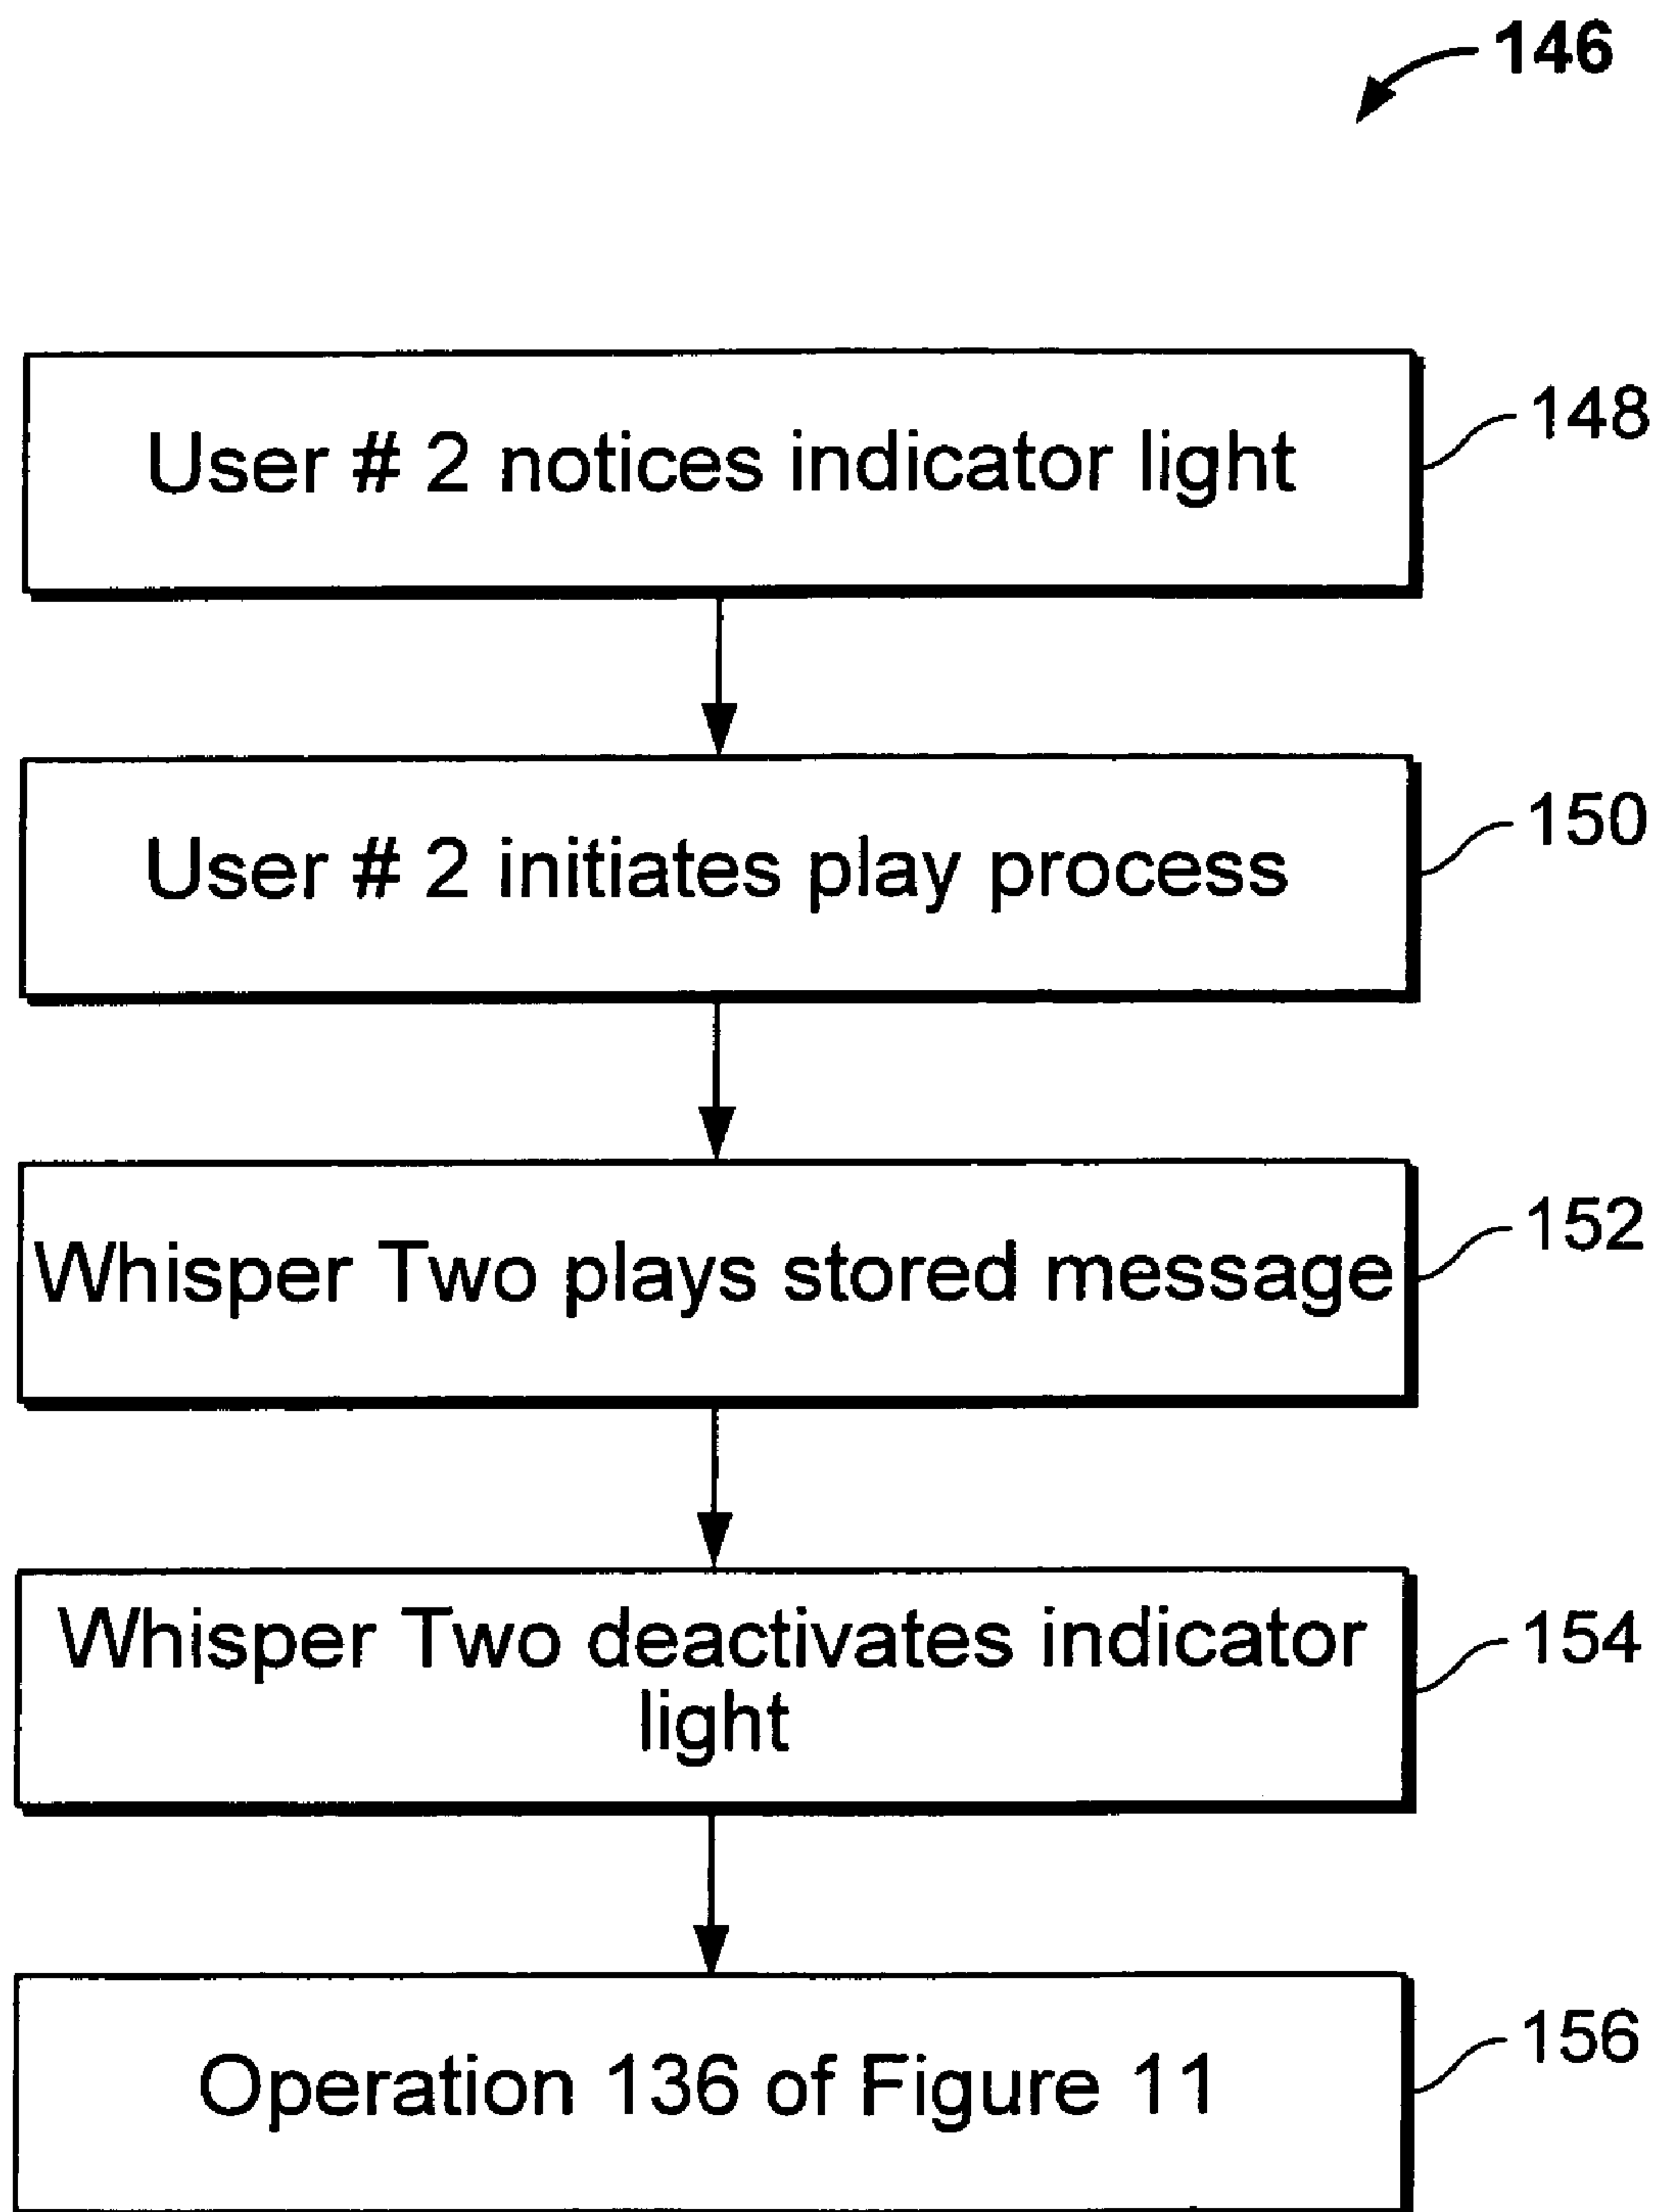 146
User # 2 notices indicator light
148
User # 2 initiates play process
150
Whisper Two plays stored message
152
Whisper Two deactivates indicator
light
154
Operation 136 of Figure 11
156